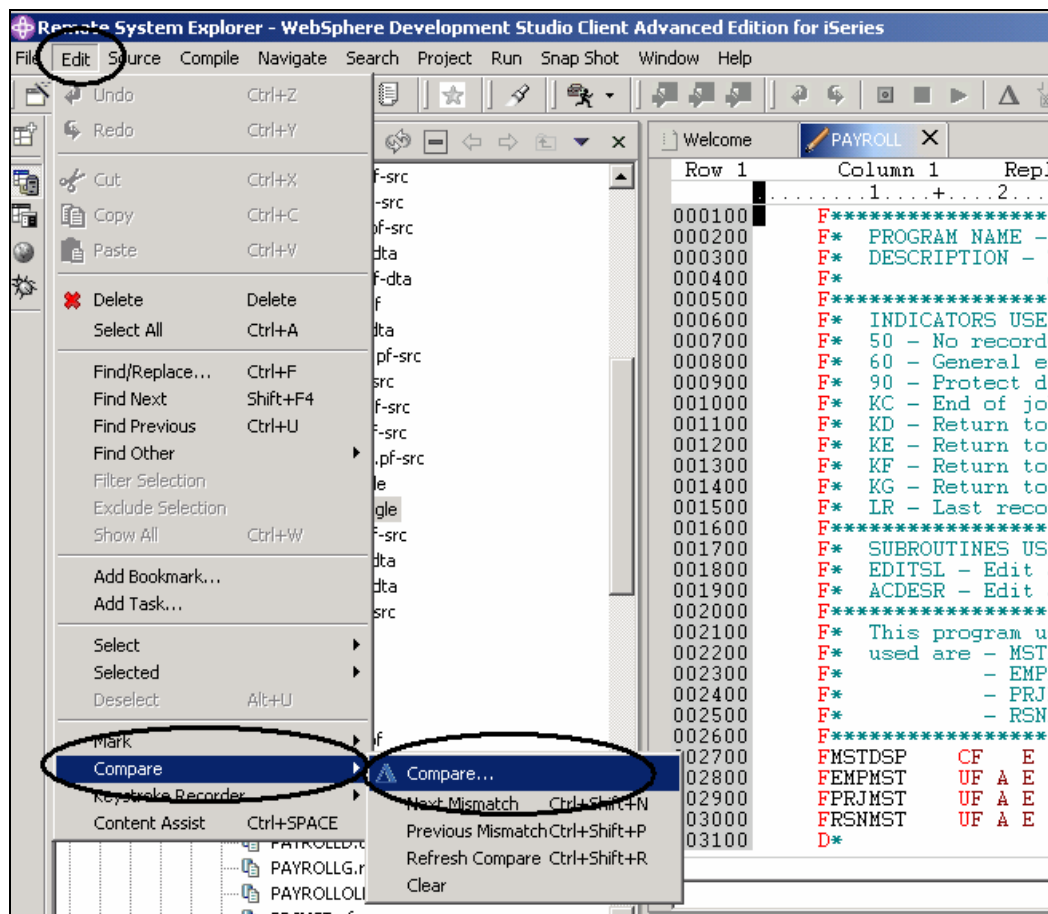 Remote System Explorer - WebSphere Development Studio Client Advanced Edition for iSeries
File Edit Source Compile Navigate Search Project Run Snap Shot Window Help
Undo Ctrl+Z
Redo Ctrl+Y
Cut Ctrl+X
Copy Ctrl+C
Paste Ctrl+V
Delete Delete
Select All Ctrl+A
Find/Replace... Ctrl+F
Find Next Shift+F4
Find Previous Ctrl+U
Find Other
Filter Selection
Exclude Selection
Show All Ctrl+W
Add Bookmark...
Add Task...
Select
Selected
Deselect Alt+U
Mark
Compare
Keystroke Recorder
Content Assist Ctrl+SPACE
Compare...
Next Mismatch Ctrl+Shift+N
Previous Mismatch Ctrl+Shift+P
Refresh Compare Ctrl+Shift+R
Clear
f-src
-src
of-src
dta
f-dta
f
dta
.pf-src
src
f-src
f-src
.pf-src
le
gle
f-src
dta
dta
src
of
PAYROLLD.
PAYROLLG.r
PAYROLLOLI
Welcome PAYROLL
Row 1 Column 1 Repl
.........1....+....2...
000100 F*****************
000200 F* PROGRAM NAME -
000300 F* DESCRIPTION -
000400 F*
000500 F*****************
000600 F* INDICATORS USE
000700 F* 50 - No record
000800 F* 60 - General e
000900 F* 90 - Protect d
001000 F* KC - End of jo
001100 F* KD - Return to
001200 F* KE - Return to
001300 F* KF - Return to
001400 F* KG - Return to
001500 F* LR - Last reco
001600 F*****************
001700 F* SUBROUTINES US
001800 F* EDITSL - Edit
001900 F* ACDESR - Edit
002000 F*****************
002100 F* This program u
002200 F* used are - MST
002300 F* - EMP
002400 F* - PRJ
002500 F* - RSN
002600 F*****************
002700 FMSTDSP CF E
002800 FEMPMST UF A E
002900 FPRJMST UF A E
03000 FRSNMST UF A E
03100 D*